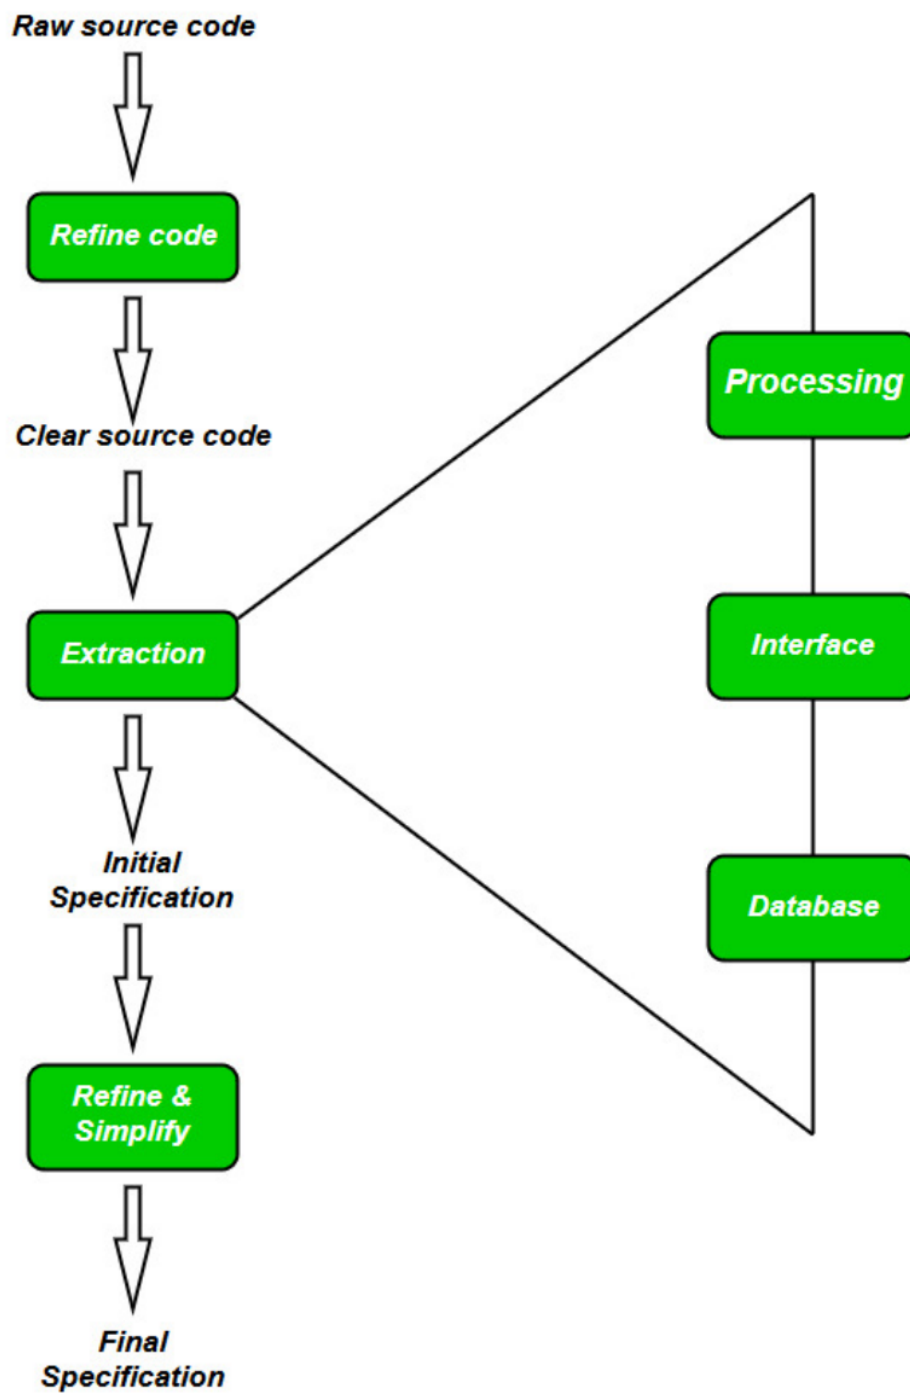 Raw source code
Refine code
Clear source code
Extraction
Initial
Specification
Refine &
Simplify
Final
Specification
Processing
Interface
Database